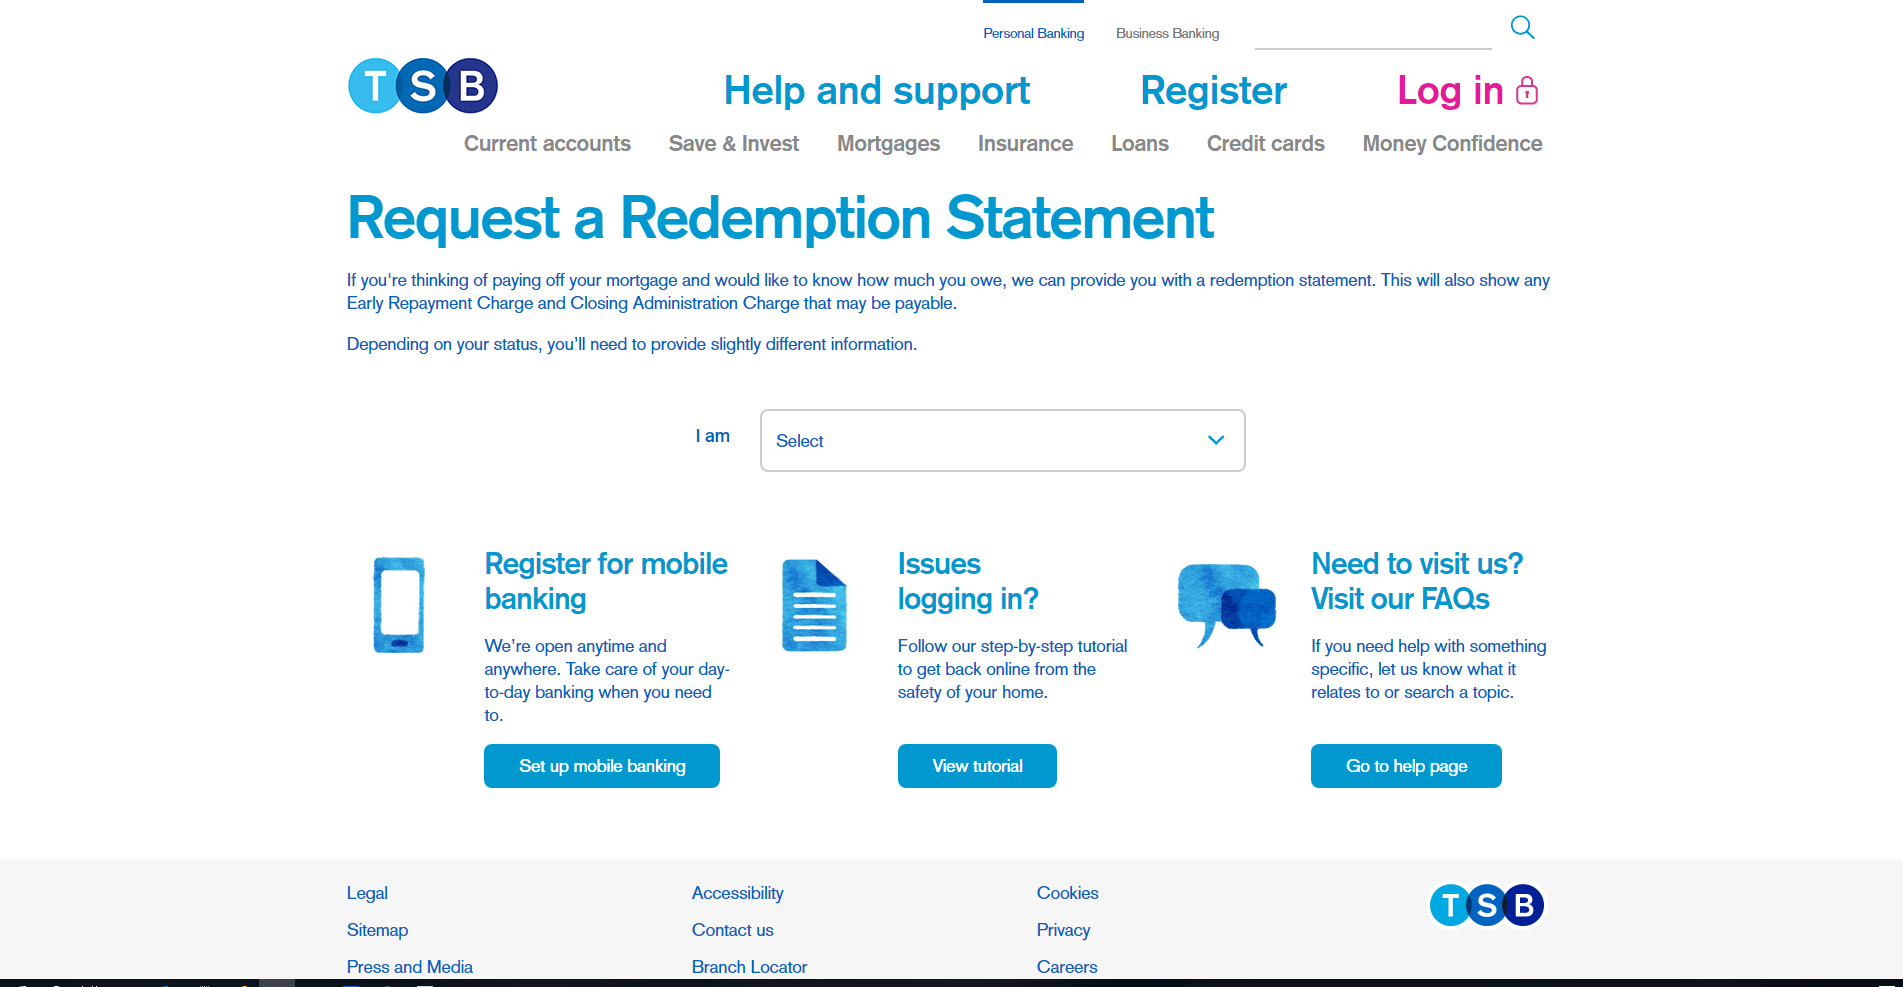 Personal Banking
Business Banking
TSB
Help and support
Register
Log in
Current accounts
Save & Invest
Mortgages
Insurance
Loans
Credit cards
Money Confidence
Request a Redemption Statement
If you're thinking of paying off your mortgage and would like to know how much you owe, we can provide you with a redemption statement. This will also show any
Early Repayment Charge and Closing Administration Charge that may be payable.
Depending on your status, you’ll need to provide slightly different information.
I am
Select
Register for mobile
banking
We’re open anytime and
anywhere. Take care of your day-
to-day banking when you need
to.
Set up mobile banking
Issues
logging in?
Follow our step-by-step tutorial
to get back online from the
safety of your home.
View tutorial
Need to visit us?
Visit our FAQs
If you need help with something
specific, let us know what it
relates to or search a topic.
Go to help page
Legal
Accessibility
Cookies
TSB
Sitemap
Contact us
Privacy
Press and Media
Branch Locator
Careers